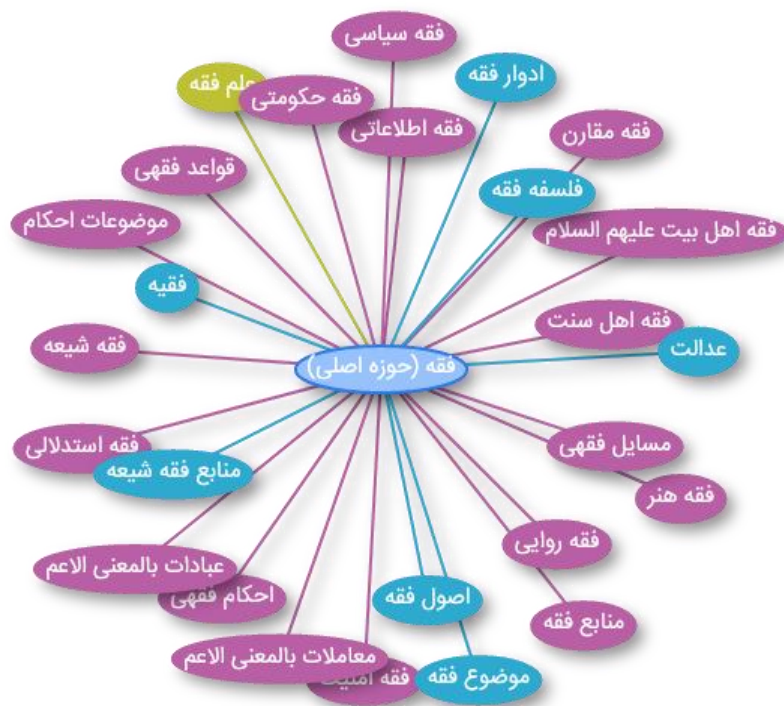 فقه سیاسی
ادوار فقه
علم فقه
فقه حکومتی
فقه اطلاعاتی
فقه مقارن
قواعد فقهی
فلسفه فقه
موضوعات احکام
فقه اهل بیت علیهم السلام
فقیه
فقه اهل سنت
فقه شیعه
عدالت
فقه (حوزه اصلی)
مسایل فقهی
فقه استدلالی
منابع فقه شیعه
فقه هنر
فقه روایی
عبادات بالمعنی الاعم
احکام فقهی
اصول فقه
منابع فقه
معاملات بالمعنی الاعم
فقه امنیت
موضوع فقه